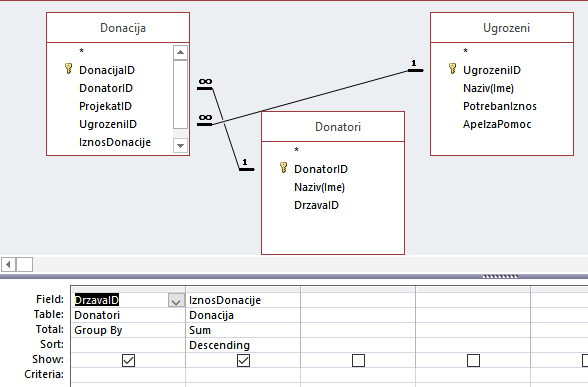 Donacija
*
DonacijaID
DonatorID
ProjekatID
UgrozeniID
IznosDonacije
Ugrozeni
*
UgrozeniID
Naziv(Ime)
PotrebanIznos
ApelzaPomoc
∞
∞
1
1
Donatori
*
DonatorID
Naziv(Ime)
DrzavaID
Field: DrzavaID IznosDonacije
Table: Donatori Donacija
Total: Group By Sum
Sort: Descending
Show:
Criteria: